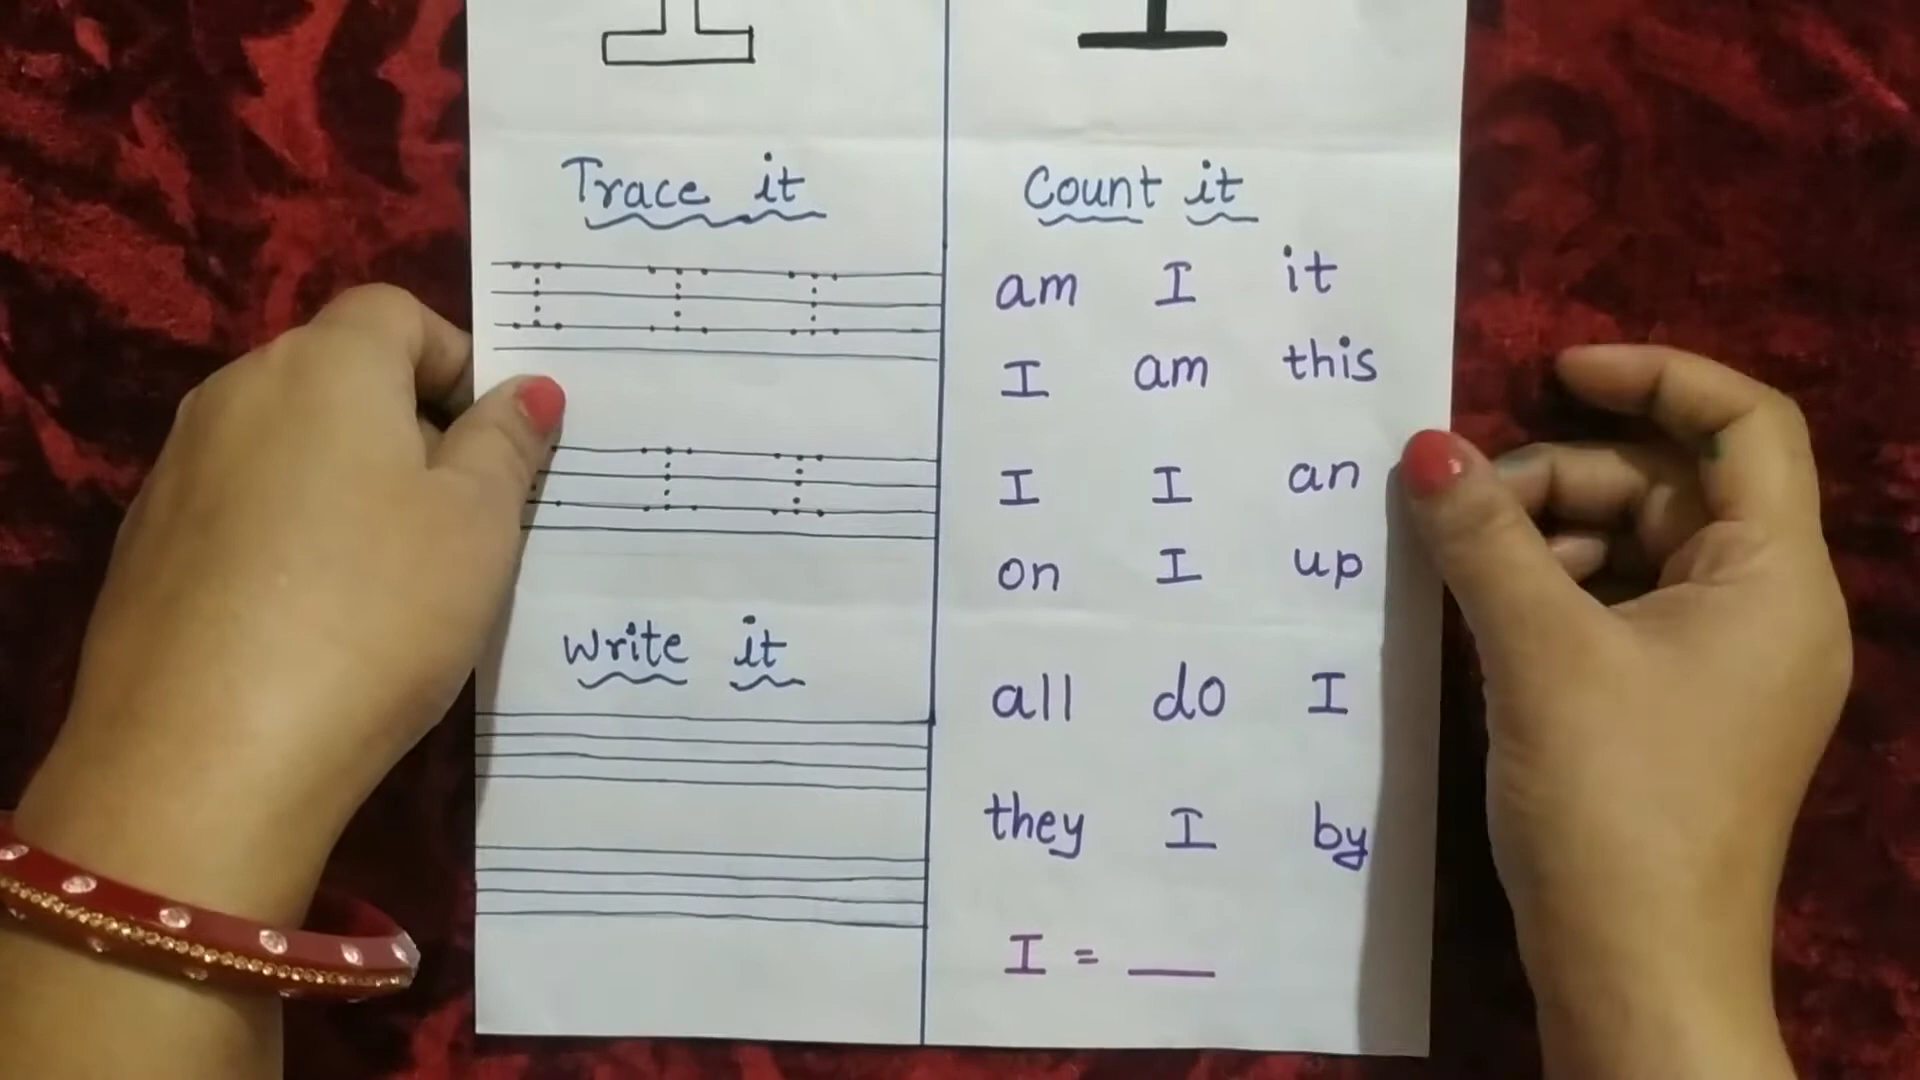 I
I
Trace it
I I I
I I I
Write it
Count it
am I it
I am this
I I an
on I up
all do I
they I by
I = ___